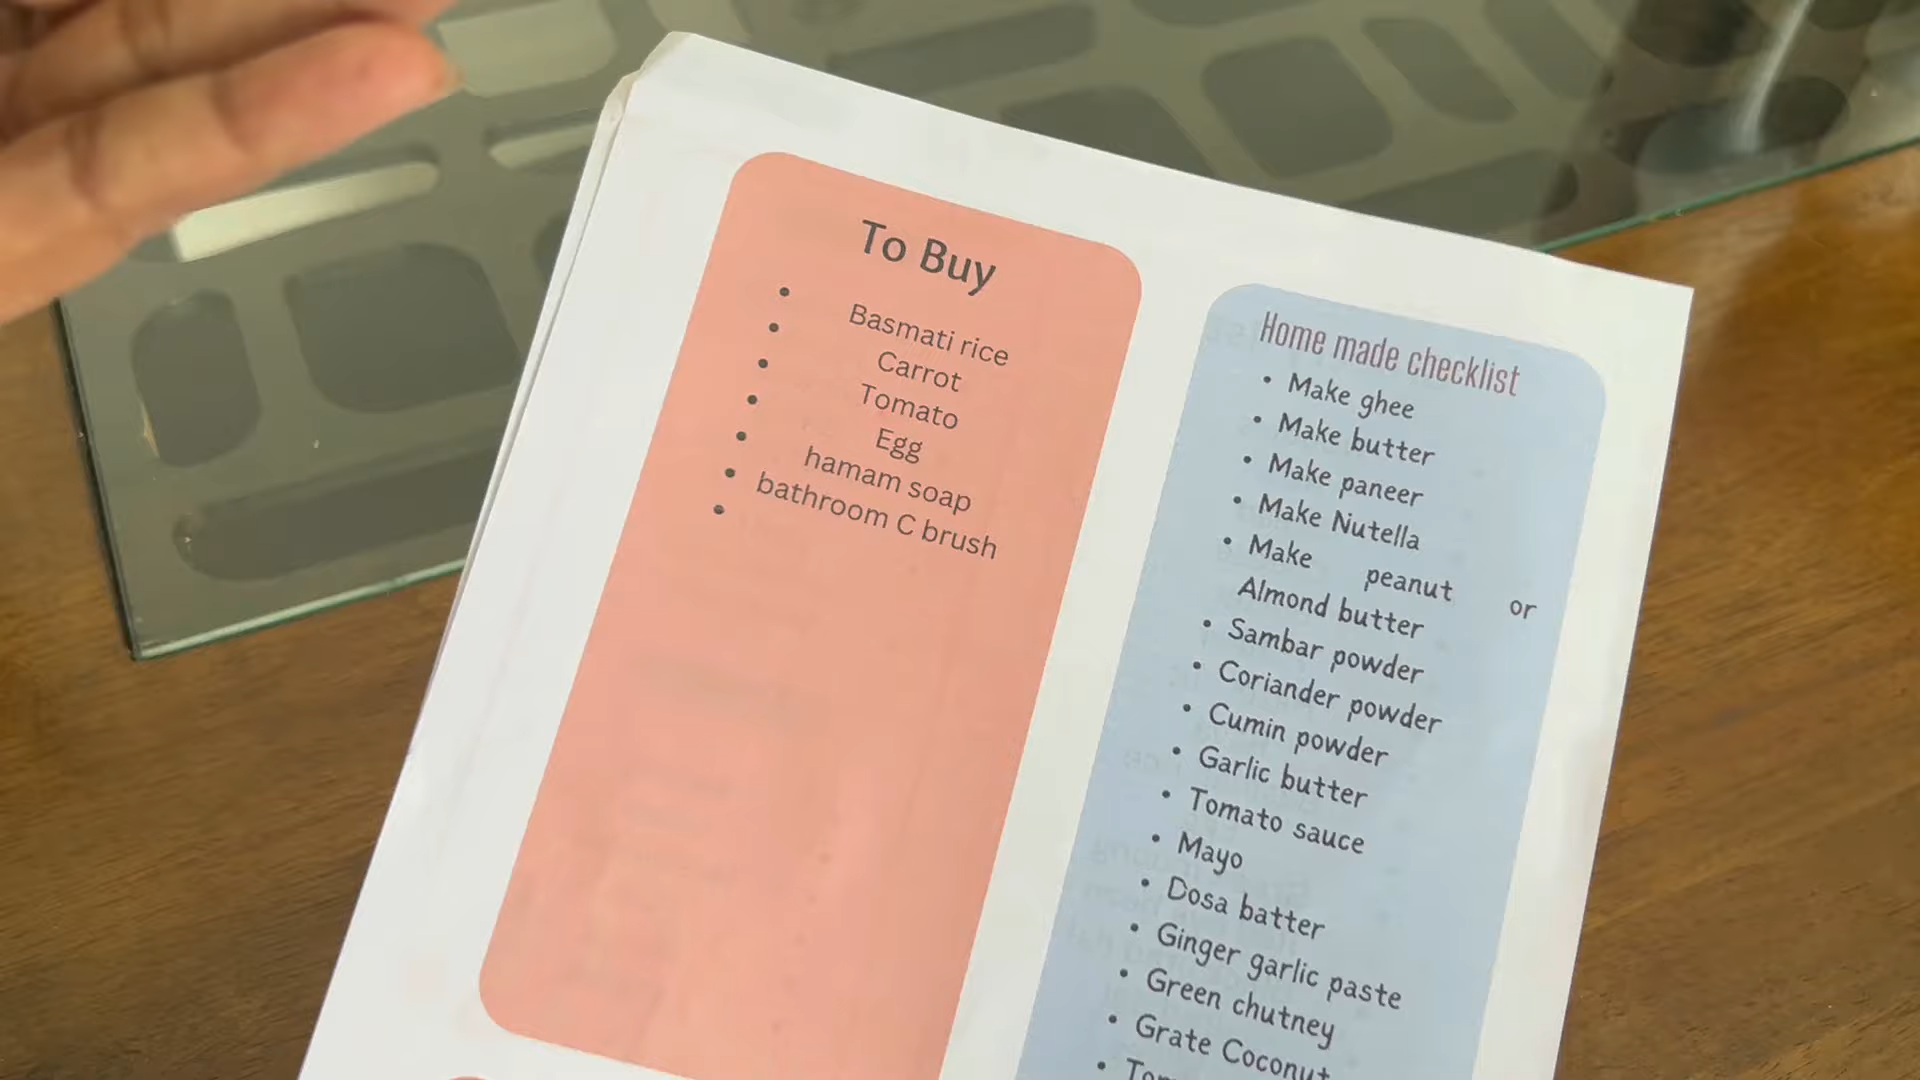 To Buy
• Basmati rice
• Carrot
• Tomato
• Egg
• hamam soap
• bathroom C brush
•
Home made checklist
• Make ghee
• Make butter
• Make paneer
• Make Nutella
• Make peanut or
Almond butter
• Sambar powder
• Coriander powder
• Cumin powder
• Garlic butter
• Tomato sauce
• Mayo
• Dosa batter
• Ginger garlic paste
• Green chutney
• Grate Coconut